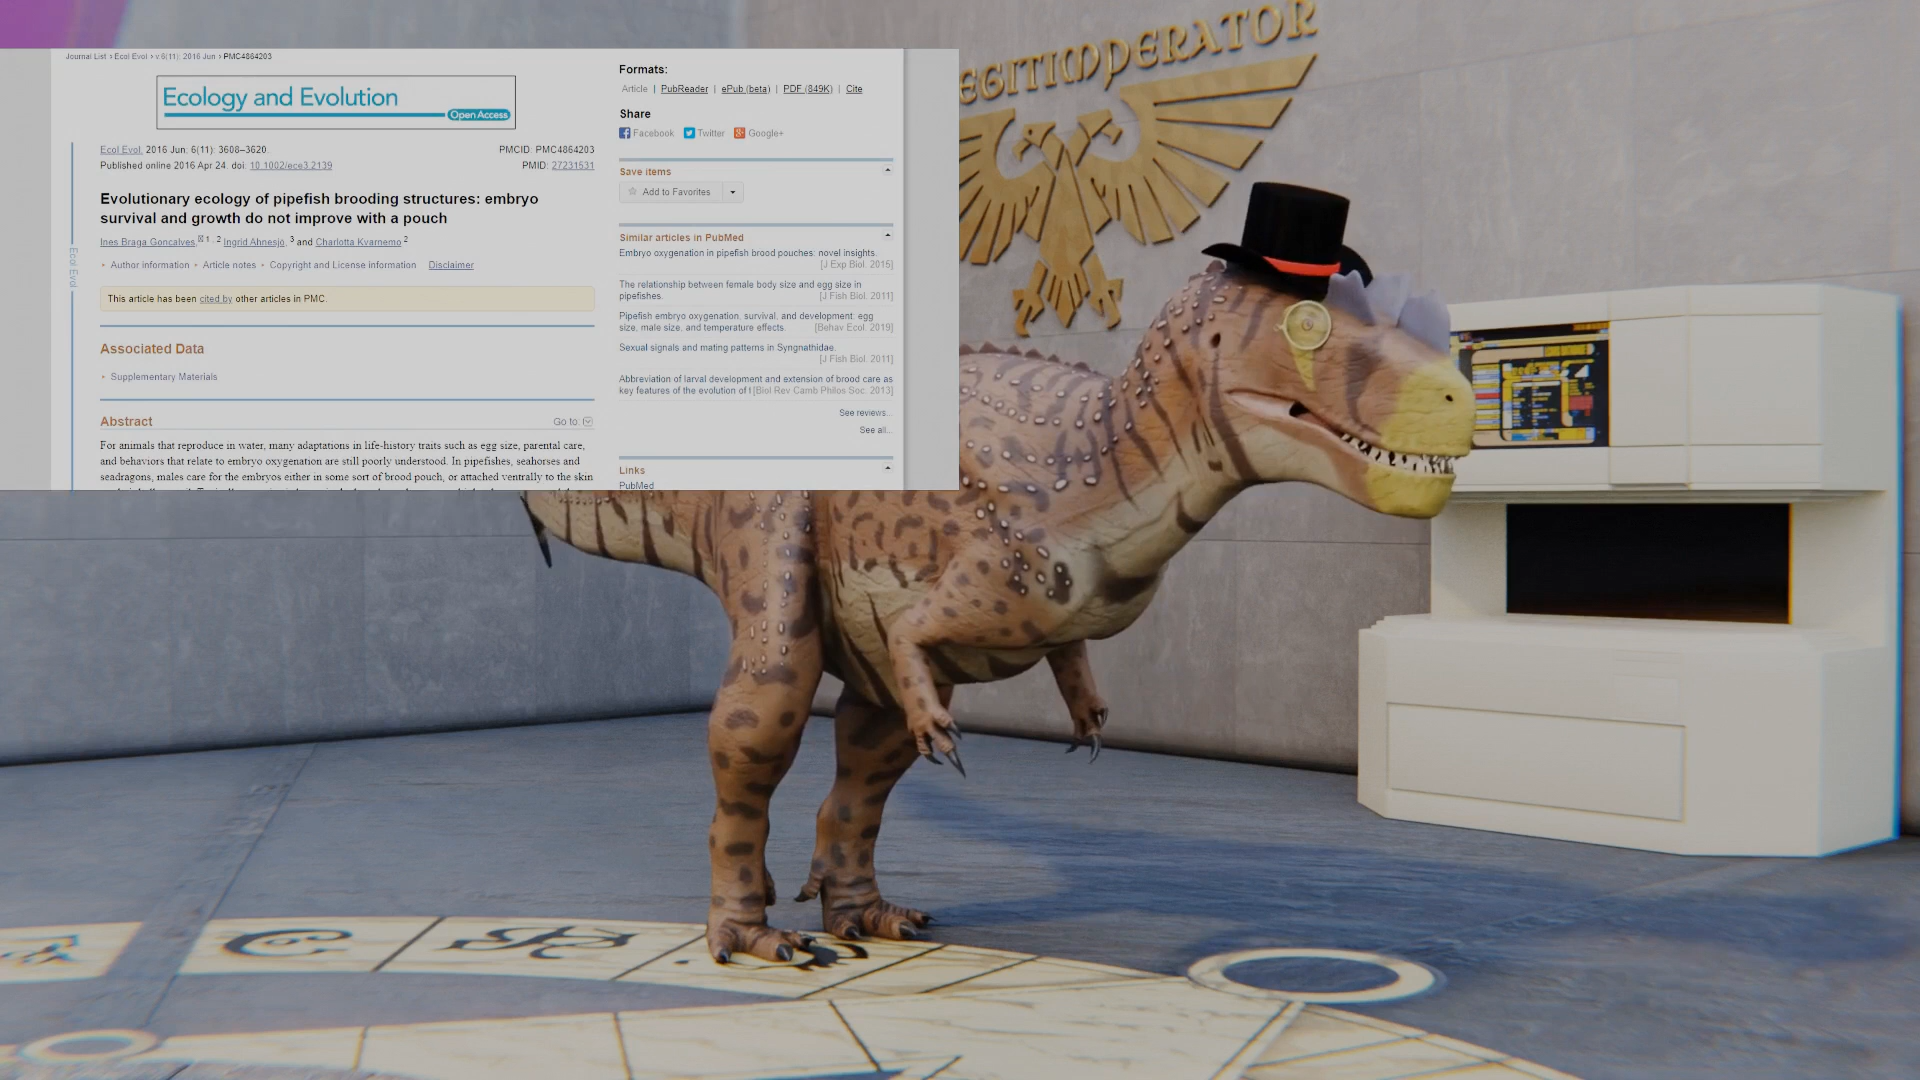 Journal List > Ecol Evol > v.6(11); 2016 Jun > PMC4864203
Ecology and Evolution
Open Access
Ecol Evol
Ecol Evol. 2016 Jun; 6(11): 3608–3620.
PMCID: PMC4864203
Published online 2016 Apr 24. doi: 10.1002/ece3.2139
PMID: 27231531
Evolutionary ecology of pipefish brooding structures: embryo
survival and growth do not improve with a pouch
Ines Braga Goncalves, 1, 2 Ingrid Ahnesjö, 3 and Charlotta Kvarnemo 2
Author information • Article notes • Copyright and License information Disclaimer
This article has been cited by other articles in PMC.
Associated Data
Supplementary Materials
Abstract
Go to:
For animals that reproduce in water, many adaptations in life-history traits such as egg size, parental care,
and behaviors that relate to embryo oxygenation are still poorly understood. In pipefishes, seahorses and
seadragons, males care for the embryos either in some sort of brood pouch, or attached ventrally to the skin
Formats:
Article | PubReader | ePub (beta) | PDF (849K) | Cite
Share
Facebook Twitter Google+
Save items
Add to Favorites
Similar articles in PubMed
Embryo oxygenation in pipefish brood pouches: novel insights.
[J Exp Biol. 2015]
The relationship between female body size and egg size in
pipefishes. [J Fish Biol. 2011]
Pipefish embryo oxygenation, survival, and development: egg
size, male size, and temperature effects. [Behav Ecol. 2019]
Sexual signals and mating patterns in Syngnathidae.
[J Fish Biol. 2011]
Abbreviation of larval development and extension of brood care as
key features of the evolution of f [Biol Rev Camb Philos Soc. 2013]
See reviews...
See all...
Links
PubMed
EGITIMPERATOR